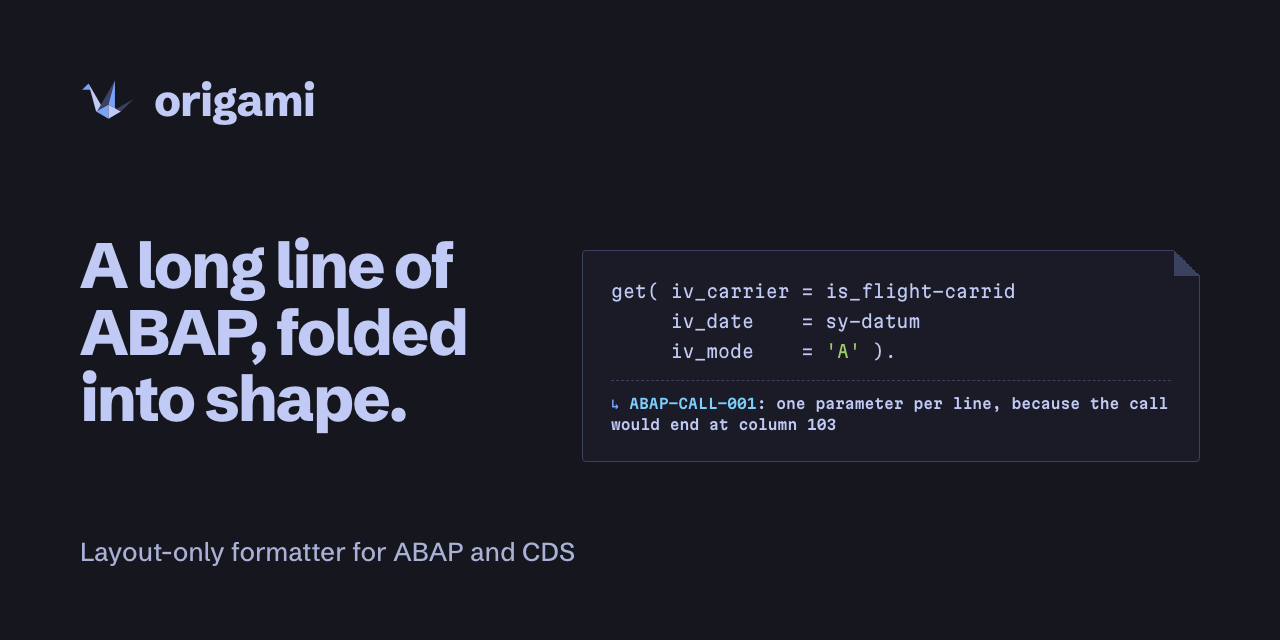 origami
A long line of
ABAP, folded
into shape.
get( iv_carrier = is_flight-carrid
     iv_date    = sy-datum
     iv_mode    = 'A' ).
↳ ABAP-CALL-001: one parameter per line, because the call
would end at column 103
Layout-only formatter for ABAP and CDS